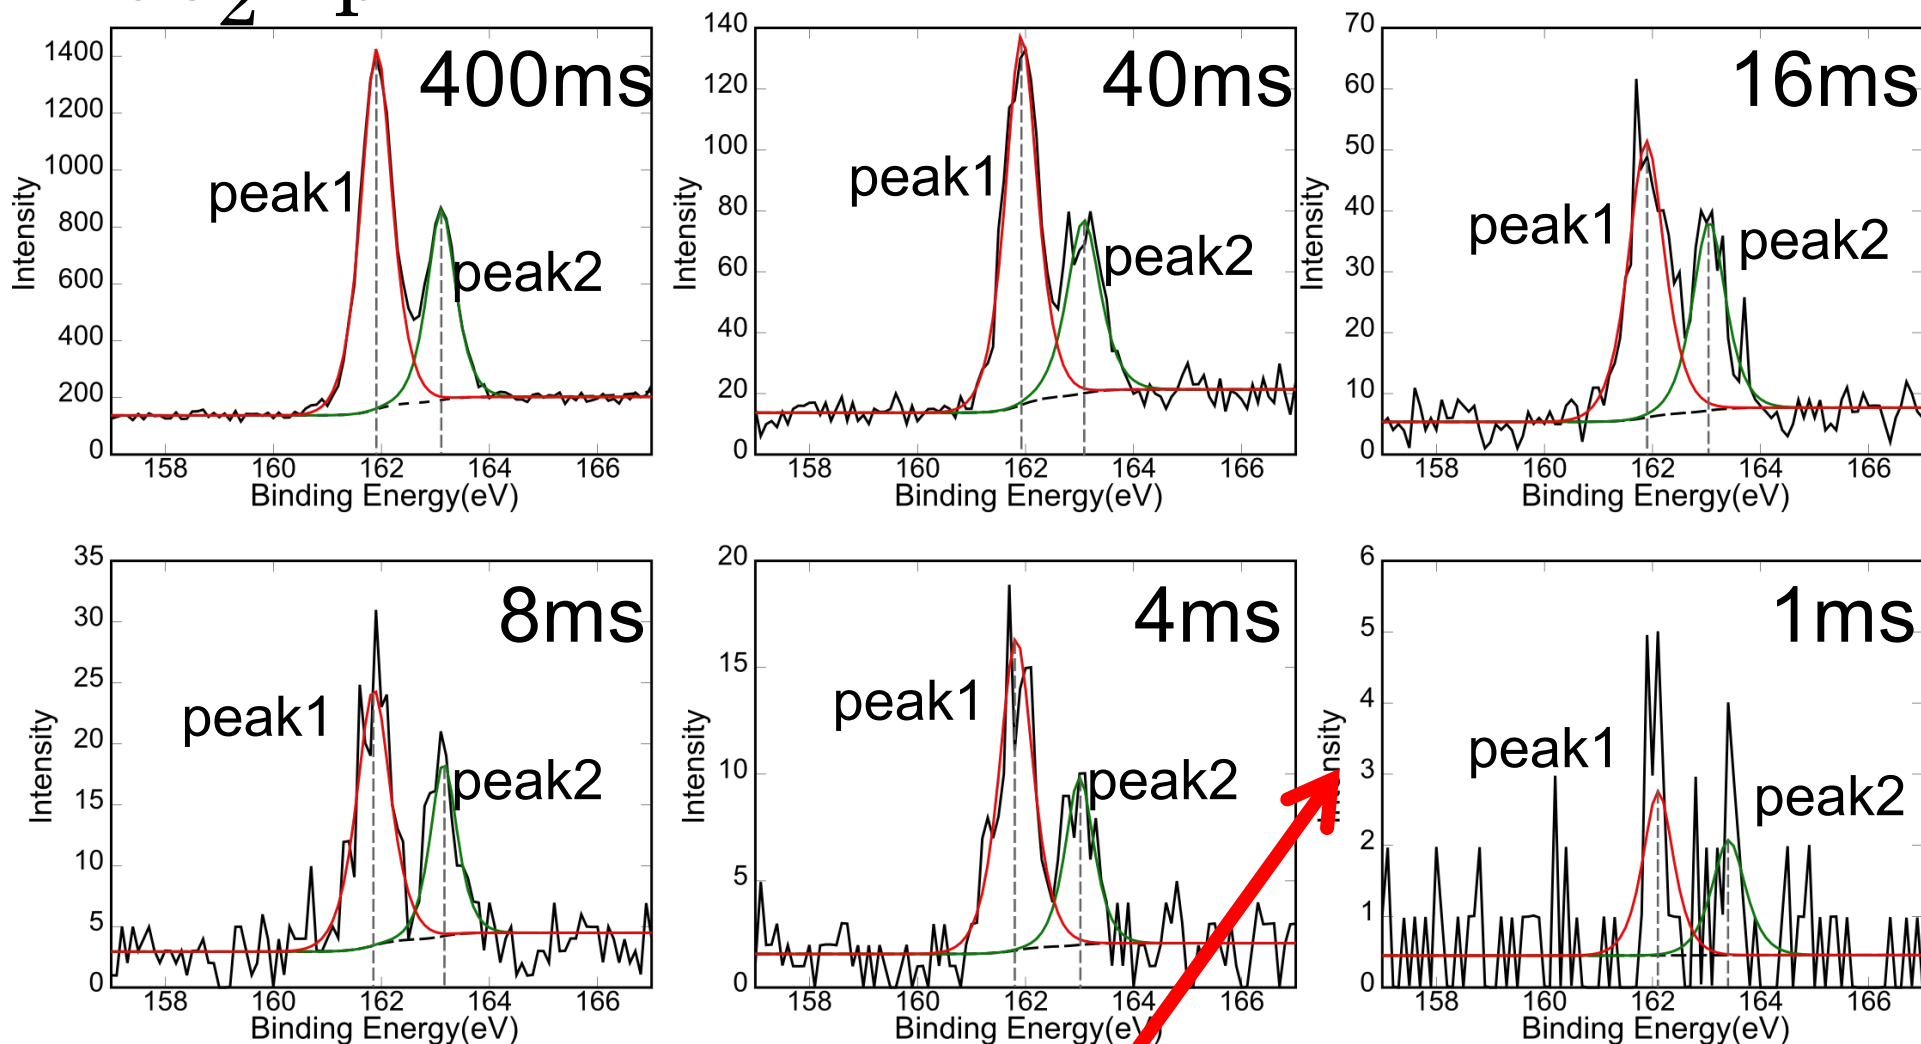 1400
1200
1000
800
600
400
200
0
158 160 162 164 166
Intensity
Binding Energy(eV)
400ms
peak1
peak2
140
120
100
80
60
40
20
0
158 160 162 164 166
Intensity
Binding Energy(eV)
40ms
peak1
peak2
70
60
50
40
30
20
10
0
158 160 162 164 166
Intensity
Binding Energy(eV)
16ms
peak1
peak2
35
30
25
20
15
10
5
0
158 160 162 164 166
Intensity
Binding Energy(eV)
8ms
peak1
peak2
20
15
10
5
0
158 160 162 164 166
Intensity
Binding Energy(eV)
4ms
peak1
peak2
6
5
4
3
2
1
0
158 160 162 164 166
Binding Energy(eV)
1ms
peak1
peak2